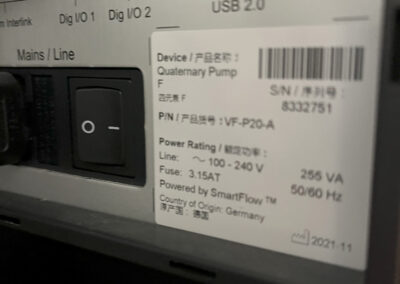 Interlink
Dig I/O 1
Dig I/O 2
USB 2.0
Mains / Line
Device / 产品名称:
Quaternary Pump
F
四元泵 F
S/N / 序列号:
8332751
P/N / 产品货号: VF-P20-A
Power Rating / 额定功率:
Line: ~ 100 - 240 V
255 VA
Fuse: 3.15AT
50/60 Hz
Powered by SmartFlow™
Country of Origin: Germany
原产国: 德国
2021-11